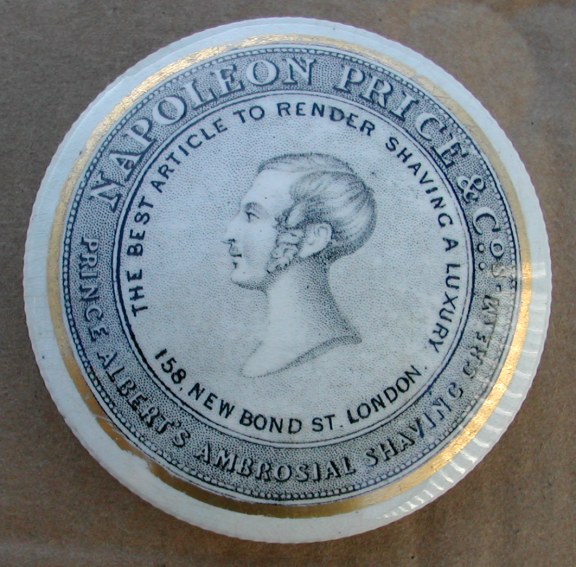 NAPOLEON PRICE & Cos.
PRINCE ALBERT'S AMBROSIAL SHAVING CREAM
THE BEST ARTICLE TO RENDER SHAVING A LUXURY
158, NEW BOND ST. LONDON.